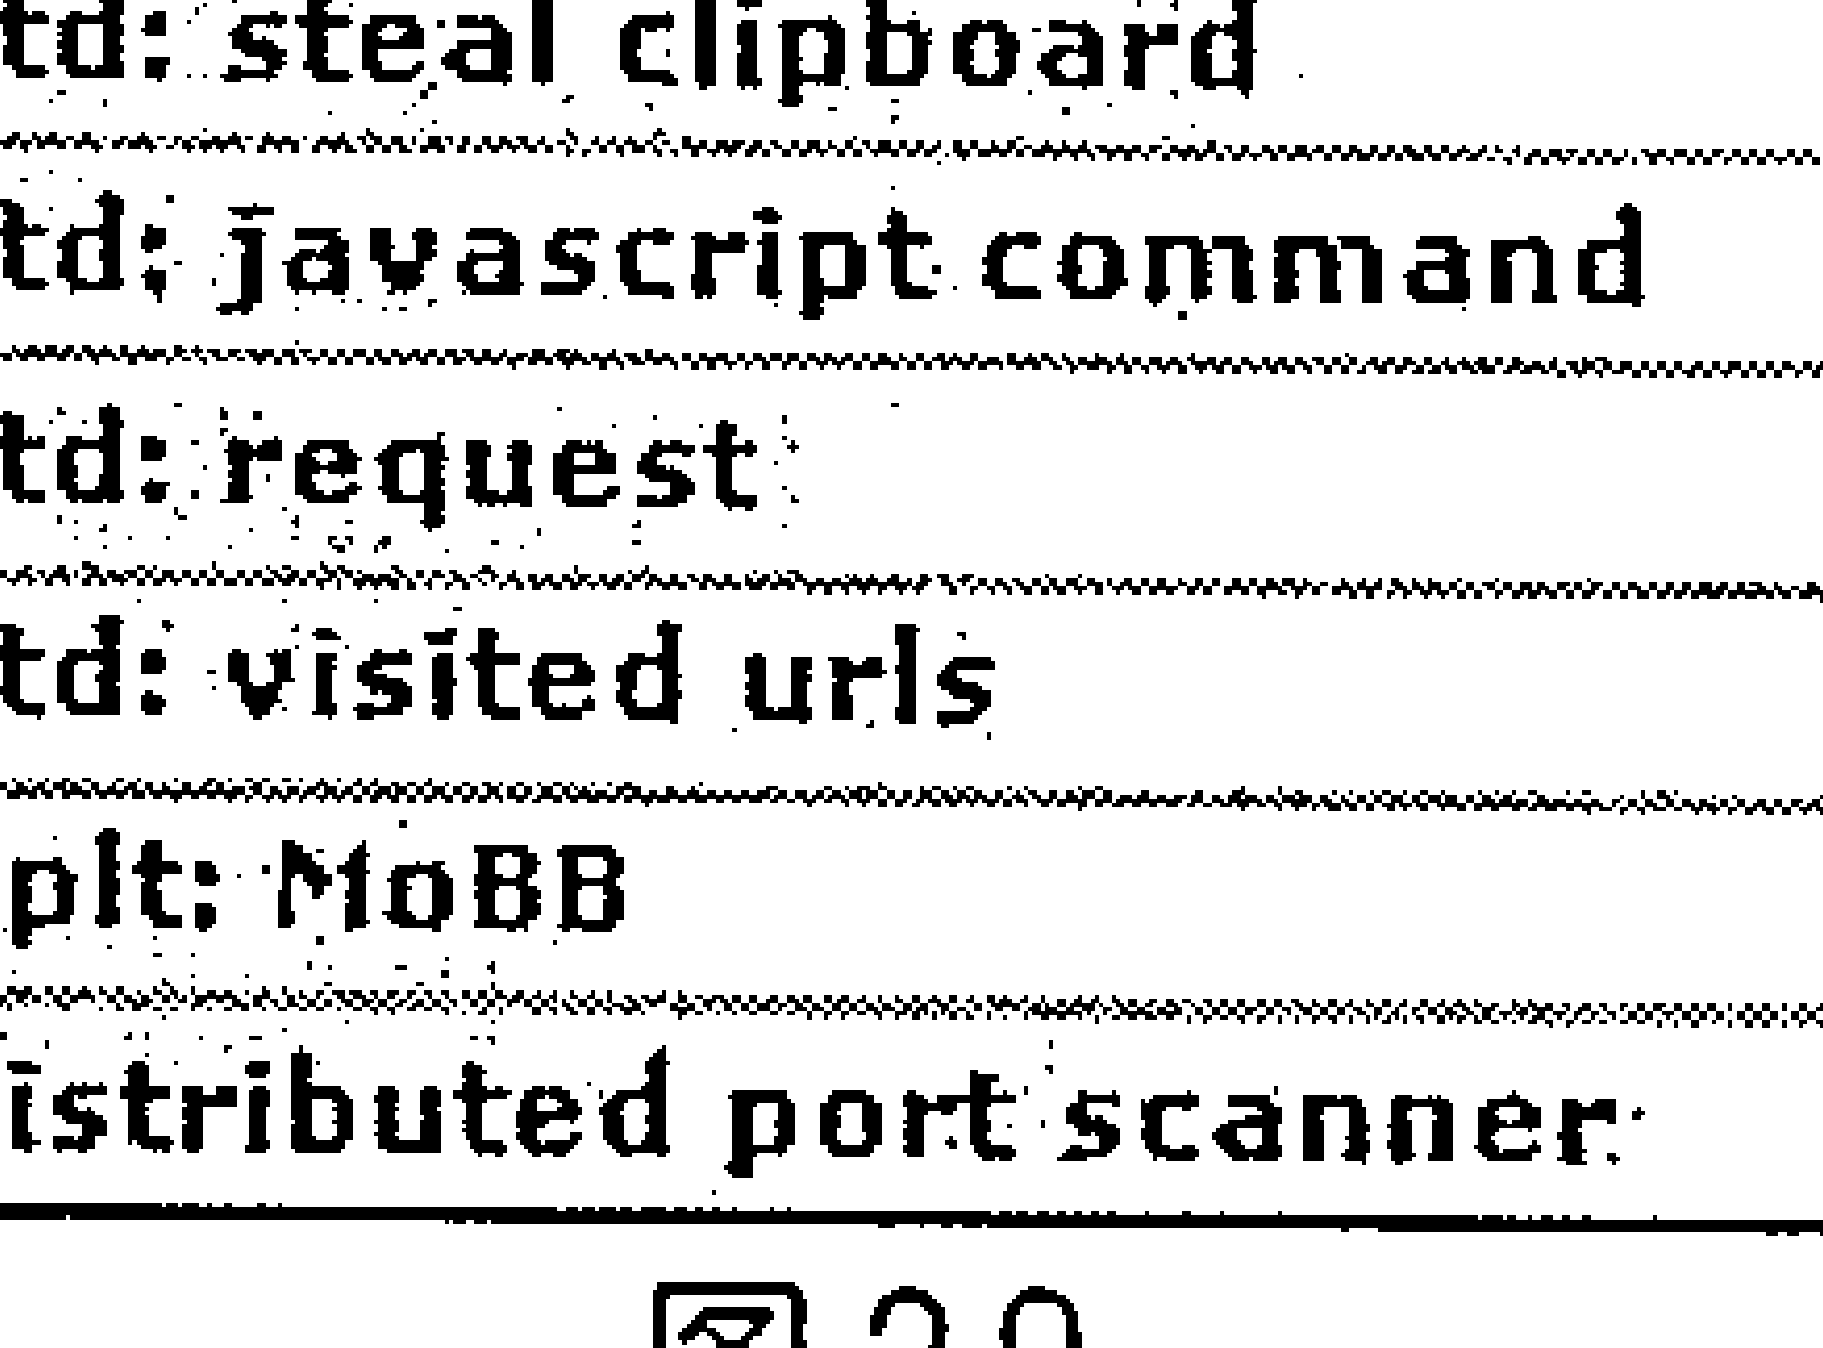 td: steal clipboard
td: javascript command
td: request
td: visited urls
plt: MoBB
istributed port scanner